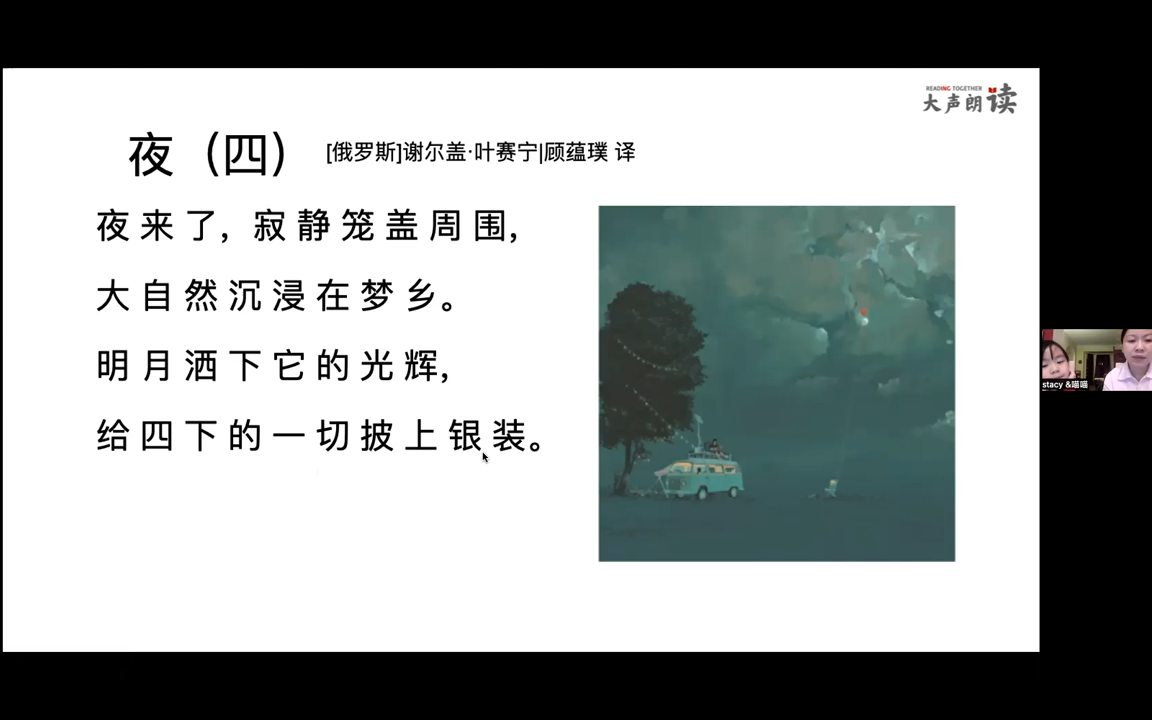 READING TOGETHER
大声朗读
夜（四） [俄罗斯]谢尔盖·叶赛宁|顾蕴璞 译
夜来了，寂静笼盖周围，
大自然沉浸在梦乡。
明月洒下它的光辉，
给四下的一切披上银装。
stacy &喵喵